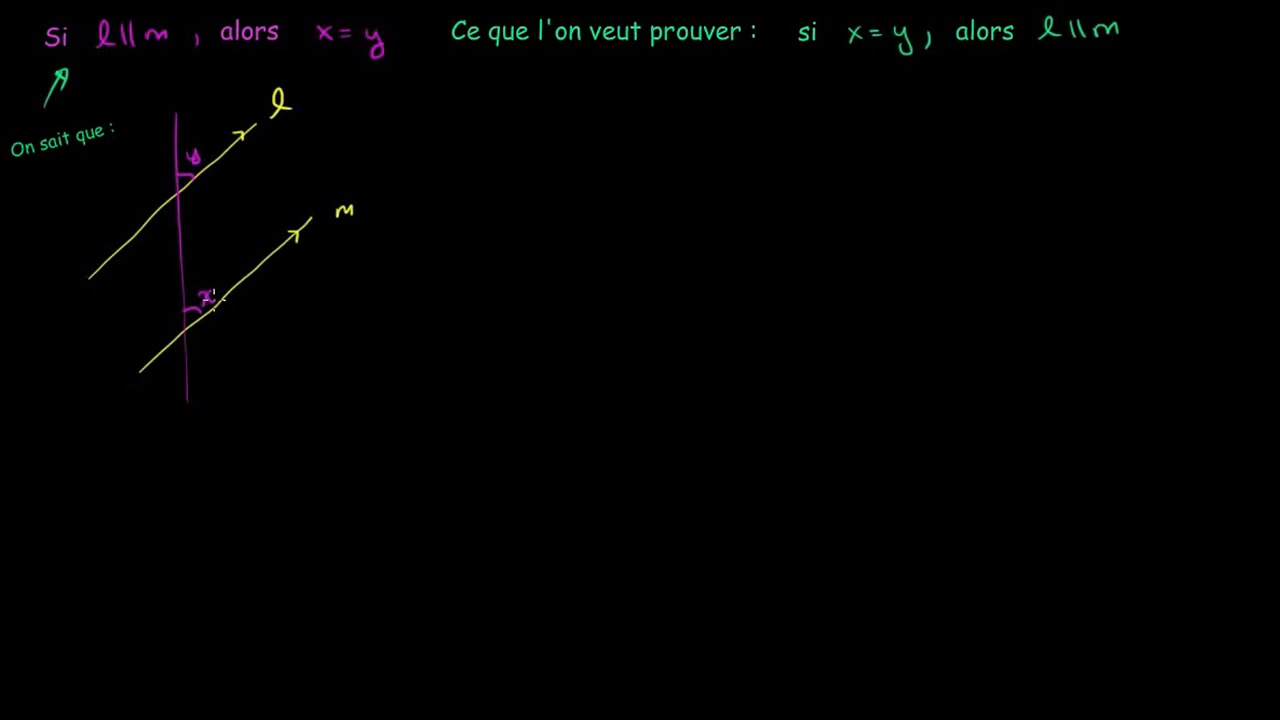 Si l || m , alors x = y
Ce que l'on veut prouver : si x = y , alors l || m
On sait que :
l
y
m
x